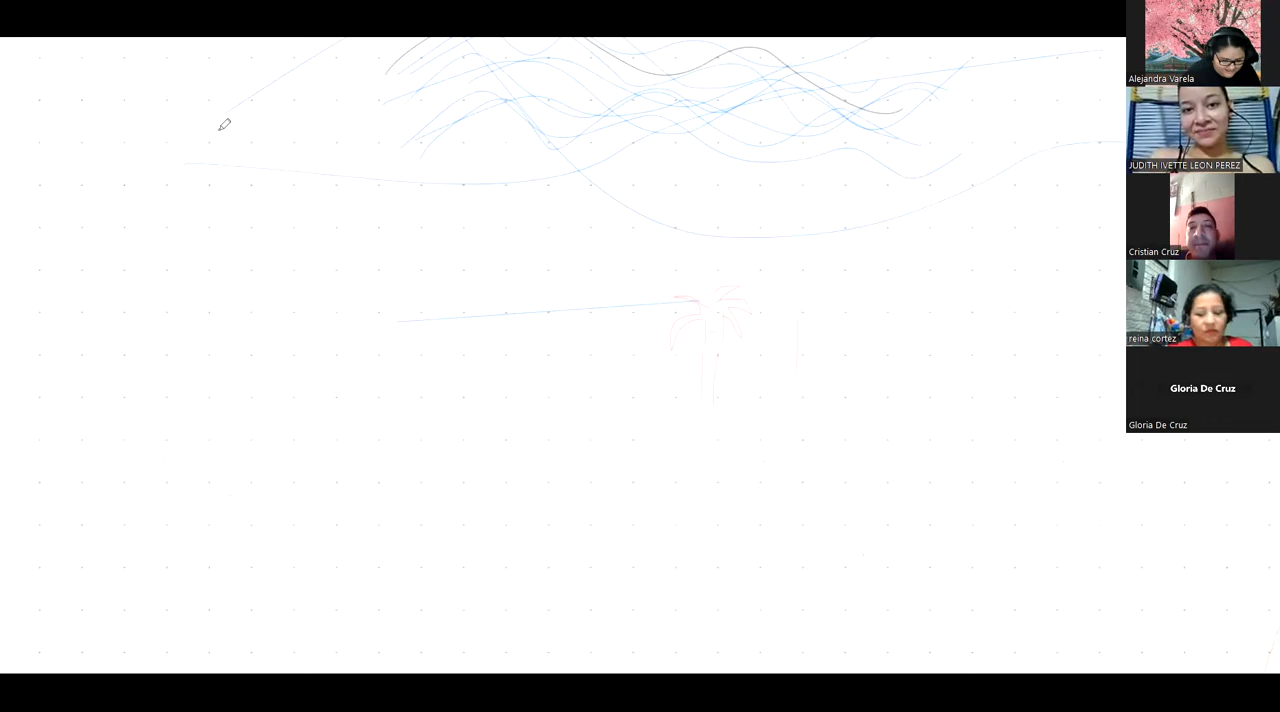 Alejandra Varela
JUDITH IVETTE LEON PEREZ
Cristian Cruz
reina cortez
Gloria De Cruz
Gloria De Cruz